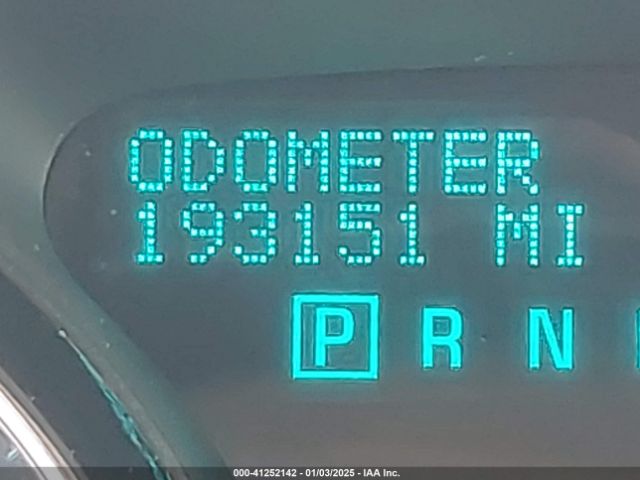 ODOMETER
193151 MI
P R N
000-41252142 - 01/03/2025 - IAA Inc.